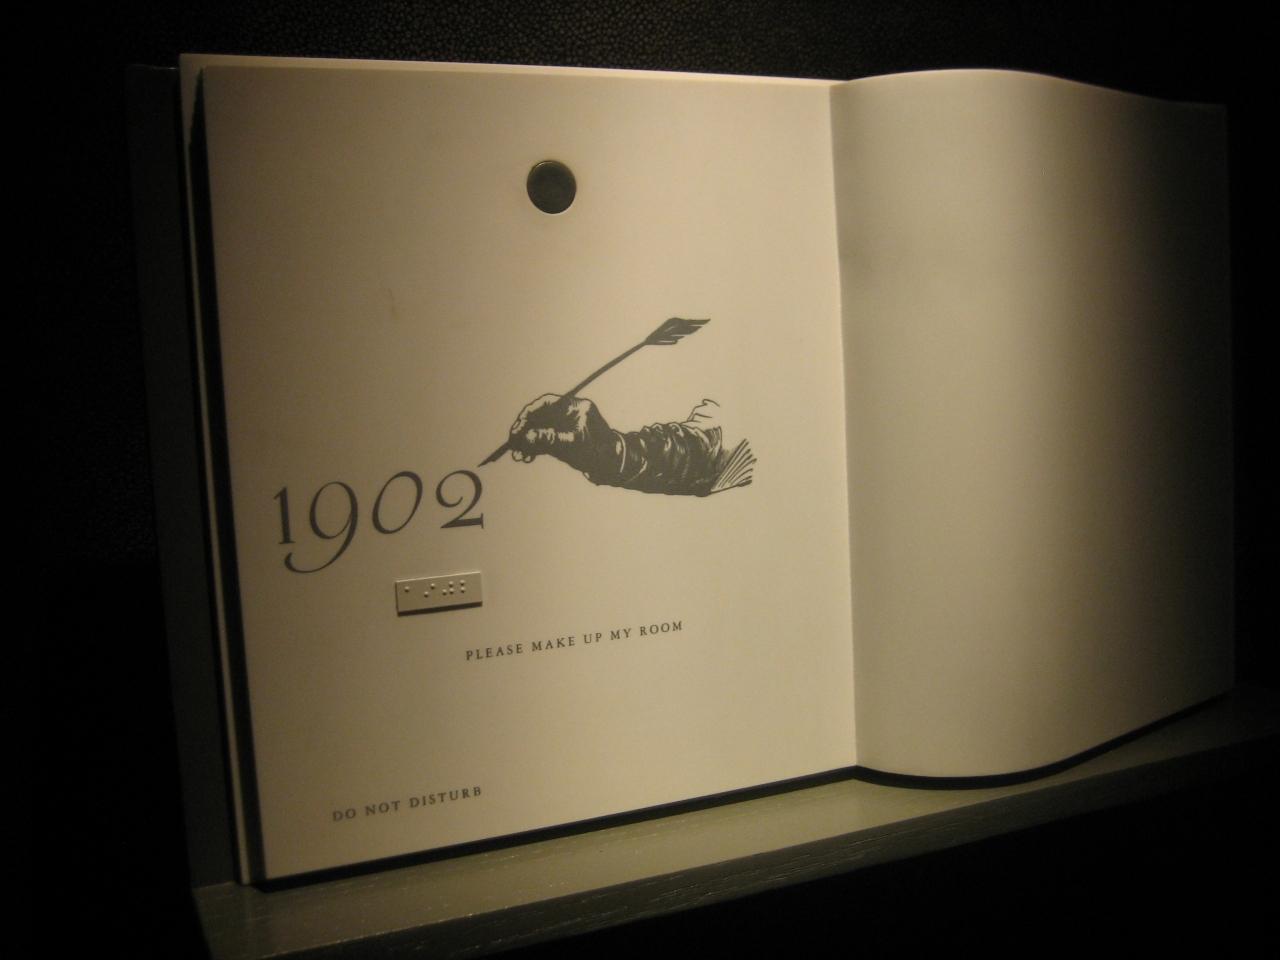 1902
PLEASE MAKE UP MY ROOM
DO NOT DISTURB